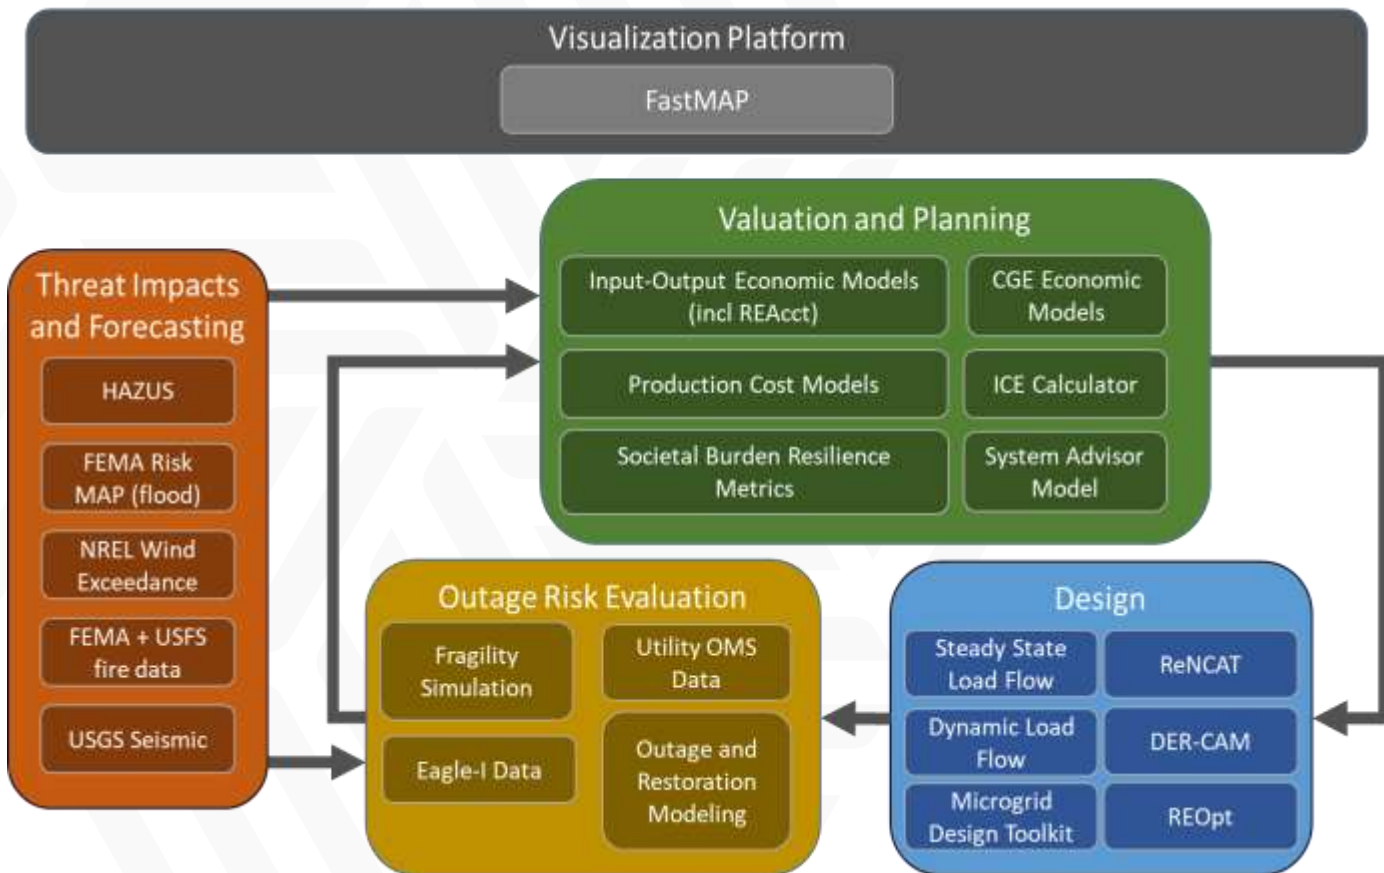 Visualization Platform
FastMAP
Valuation and Planning
Input-Output Economic Models
(incl REAcct)
CGE Economic
Models
Production Cost Models
ICE Calculator
Societal Burden Resilience
Metrics
System Advisor
Model
Threat Impacts
and Forecasting
HAZUS
FEMA Risk
MAP (flood)
NREL Wind
Exceedance
FEMA + USFS
fire data
USGS Seismic
Outage Risk Evaluation
Fragility
Simulation
Utility OMS
Data
Eagle-I Data
Outage and
Restoration
Modeling
Design
Steady State
Load Flow
ReNCAT
Dynamic Load
Flow
DER-CAM
Microgrid
Design Toolkit
REOpt